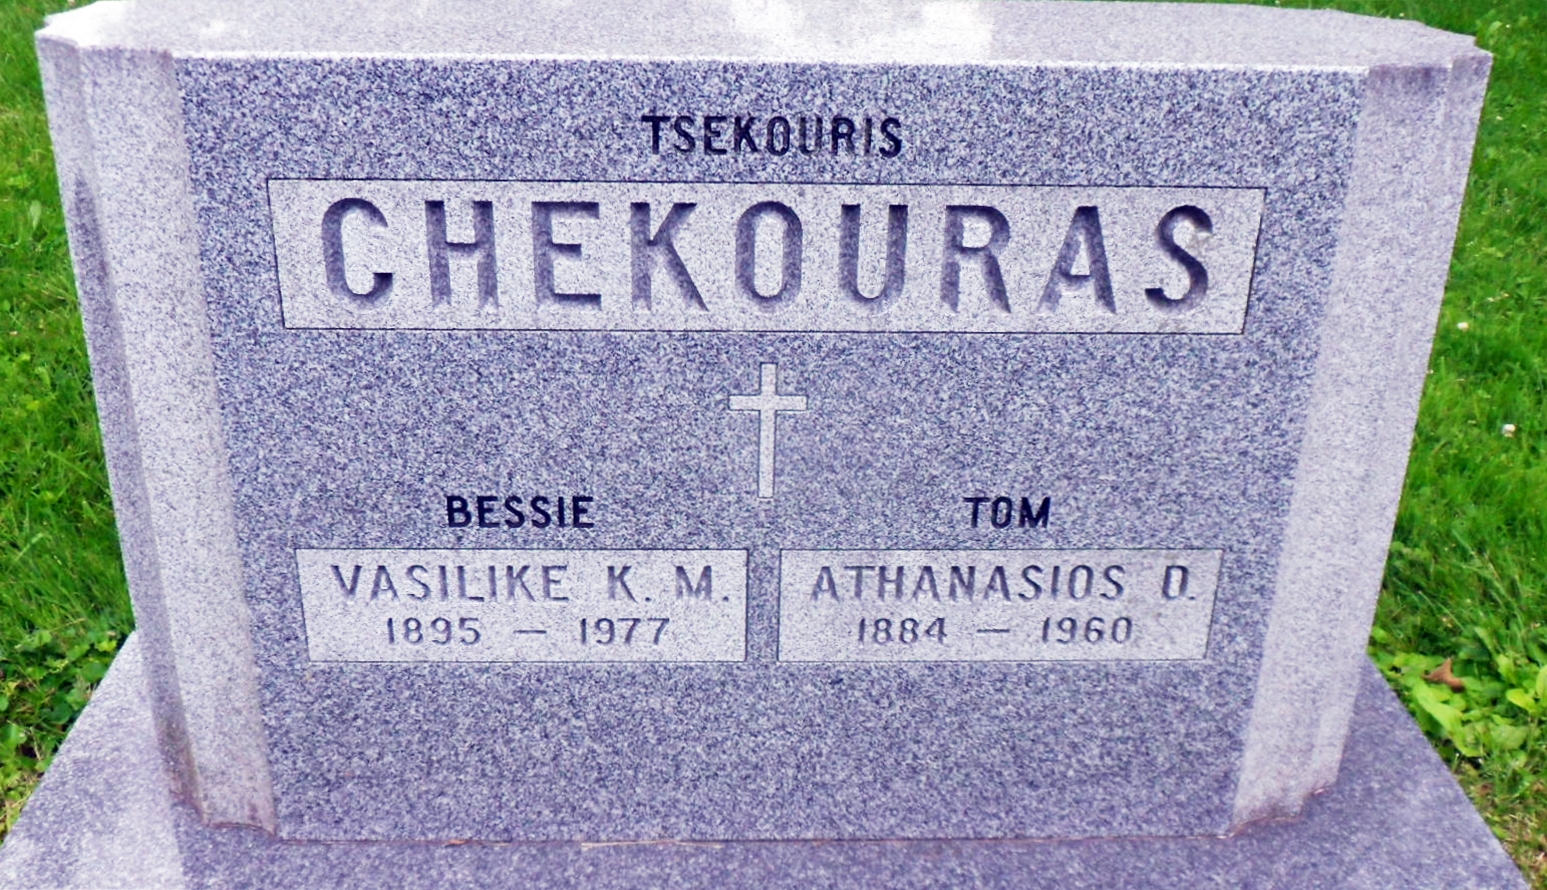 TSEKOURIS
CHEKOURAS
BESSIE
VASILIKE K. M.
1895 — 1977
TOM
ATHANASIOS D.
1884 — 1960